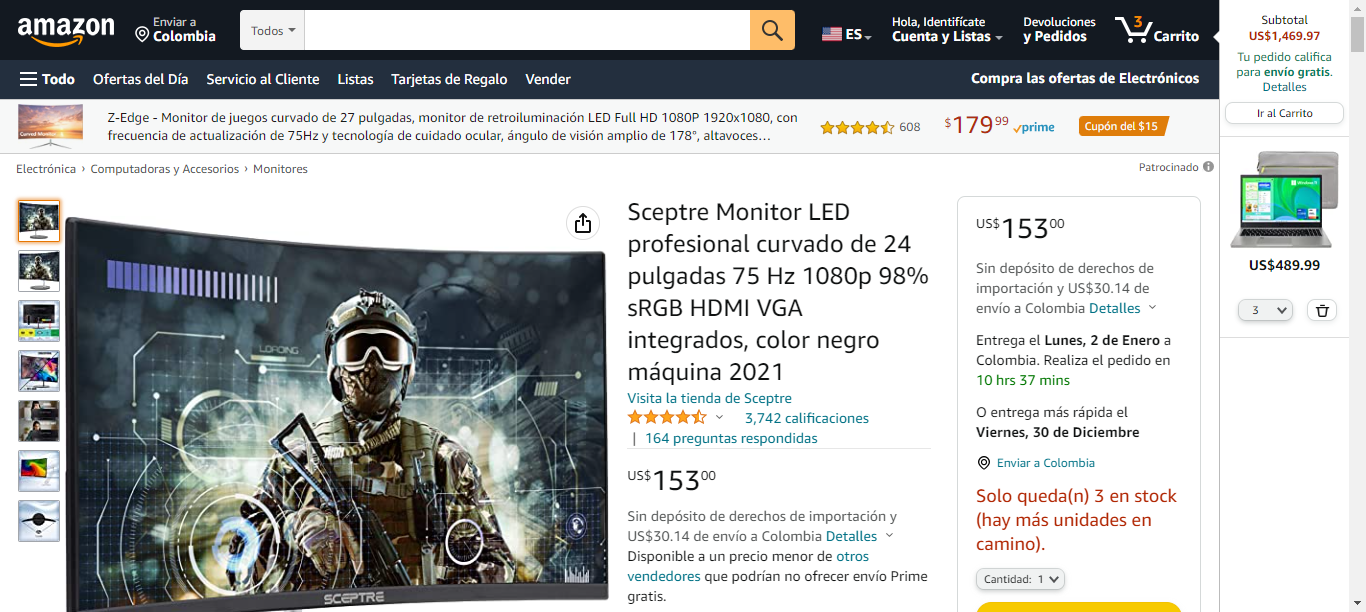 amazon
Enviar a
Colombia
Todos
ES
Hola, Identifícate
Cuenta y Listas
Devoluciones
y Pedidos
3
Carrito
Todo
Ofertas del Día
Servicio al Cliente
Listas
Tarjetas de Regalo
Vender
Compra las ofertas de Electrónicos
Z-Edge - Monitor de juegos curvado de 27 pulgadas, monitor de retroiluminación LED Full HD 1080P 1920x1080, con
frecuencia de actualización de 75Hz y tecnología de cuidado ocular, ángulo de visión amplio de 178°, altavoces…
608
$179 99
prime
Cupón del $15
Patrocinado
Electrónica › Computadoras y Accesorios › Monitores
LOADING
SCEPTRE
Sceptre Monitor LED
profesional curvado de 24
pulgadas 75 Hz 1080p 98%
sRGB HDMI VGA
integrados, color negro
máquina 2021
Visita la tienda de Sceptre
3,742 calificaciones
| 164 preguntas respondidas
US$153 00
Sin depósito de derechos de importación y
US$30.14 de envío a Colombia Detalles
Disponible a un precio menor de otros
vendedores que podrían no ofrecer envío Prime
gratis.
US$153 00
Sin depósito de derechos de
importación y US$30.14 de
envío a Colombia Detalles
Entrega el Lunes, 2 de Enero a
Colombia. Realiza el pedido en
10 hrs 37 mins
O entrega más rápida el
Viernes, 30 de Diciembre
Enviar a Colombia
Solo queda(n) 3 en stock
(hay más unidades en
camino).
Cantidad: 1
Subtotal
US$1,469.97
Tu pedido califica
para envío gratis.
Detalles
Ir al Carrito
US$489.99
3